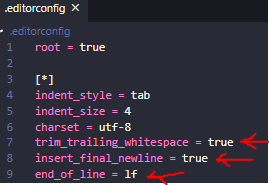 .editorconfig
.editorconfig
1 root = true
2
3 [*]
4 indent_style = tab
5 indent_size = 4
6 charset = utf-8
7 trim_trailing_whitespace = true
8 insert_final_newline = true
9 end_of_line = lf